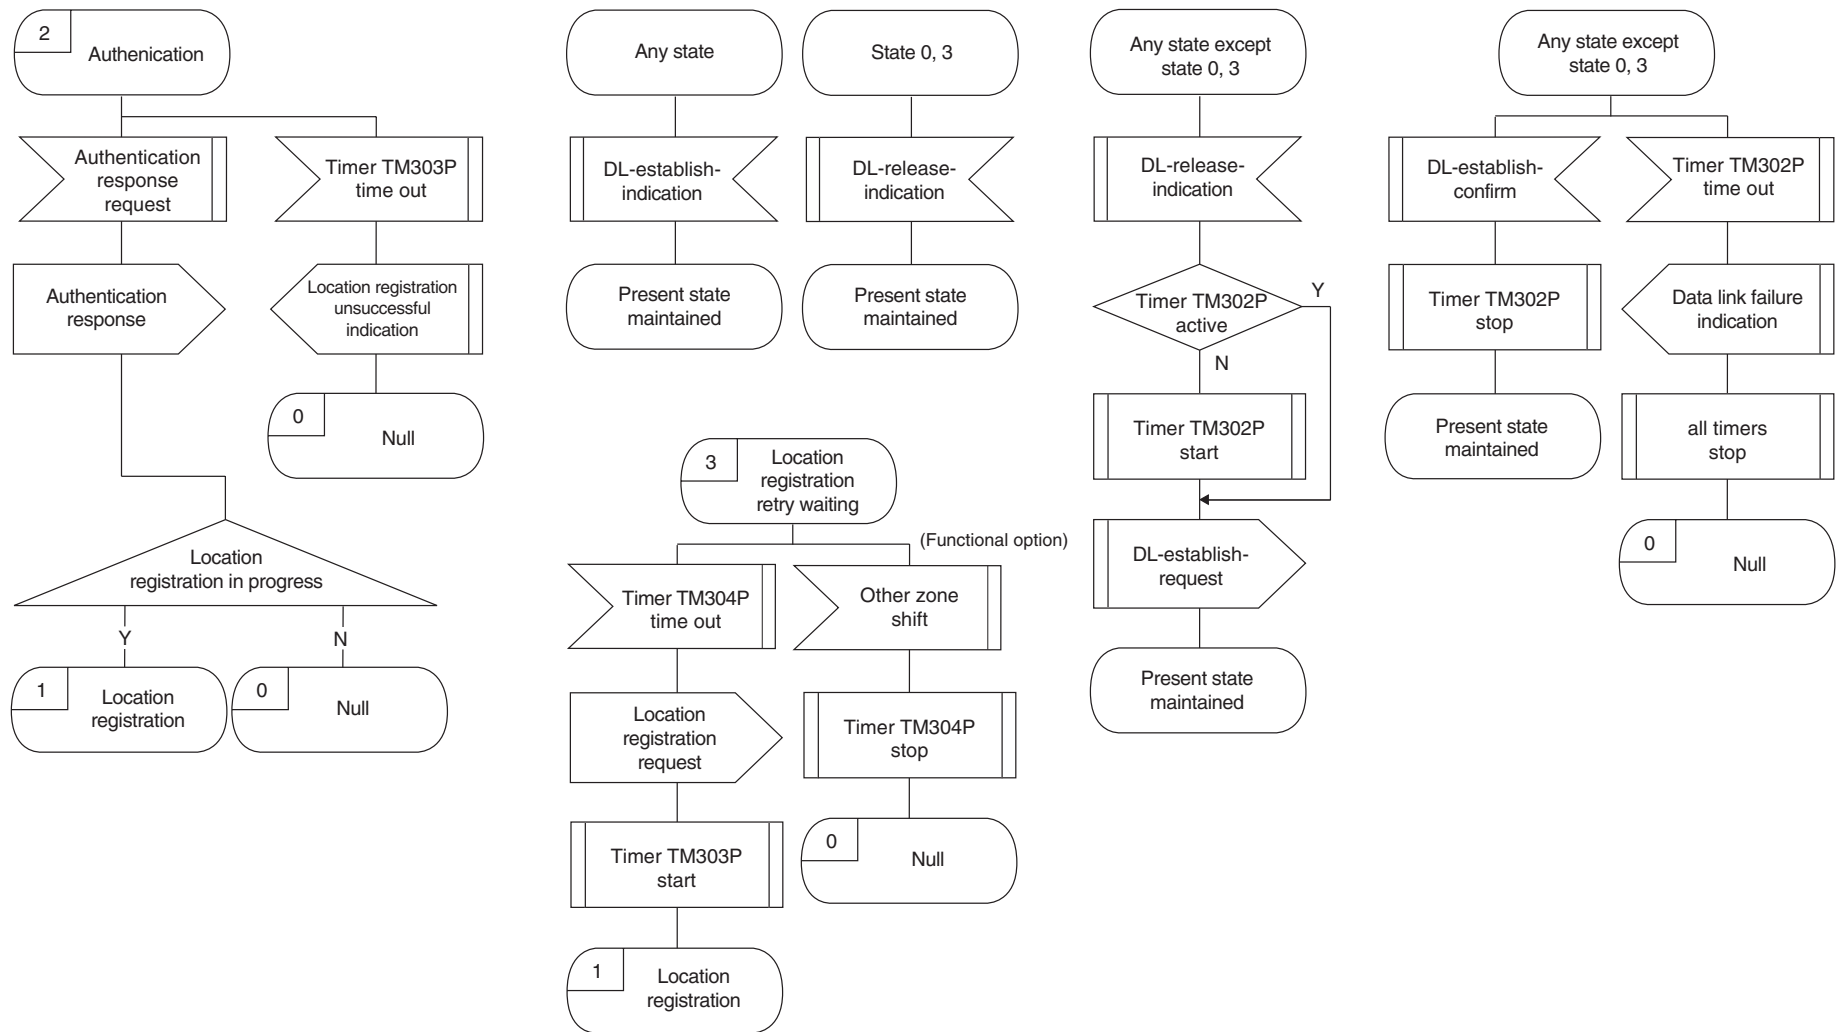 2
Authenication
Authentication
response
request
Timer TM303P
time out
Authentication
response
Location registration
unsuccessful
indication
0
Null
Location
registration in progress
Y
N
1
Location
registration
0
Null
Any state
DL-establish-
indication
Present state
maintained
State 0, 3
DL-release-
indication
Present state
maintained
3
Location
registration
retry waiting
(Functional option)
Timer TM304P
time out
Location
registration
request
Timer TM303P
start
1
Location
registration
Other zone
shift
Timer TM304P
stop
0
Null
Any state except
state 0, 3
DL-release-
indication
Timer TM302P
active
Y
N
Timer TM302P
start
DL-establish-
request
Present state
maintained
Any state except
state 0, 3
DL-establish-
confirm
Timer TM302P
stop
Present state
maintained
Timer TM302P
time out
Data link failure
indication
all timers
stop
0
Null